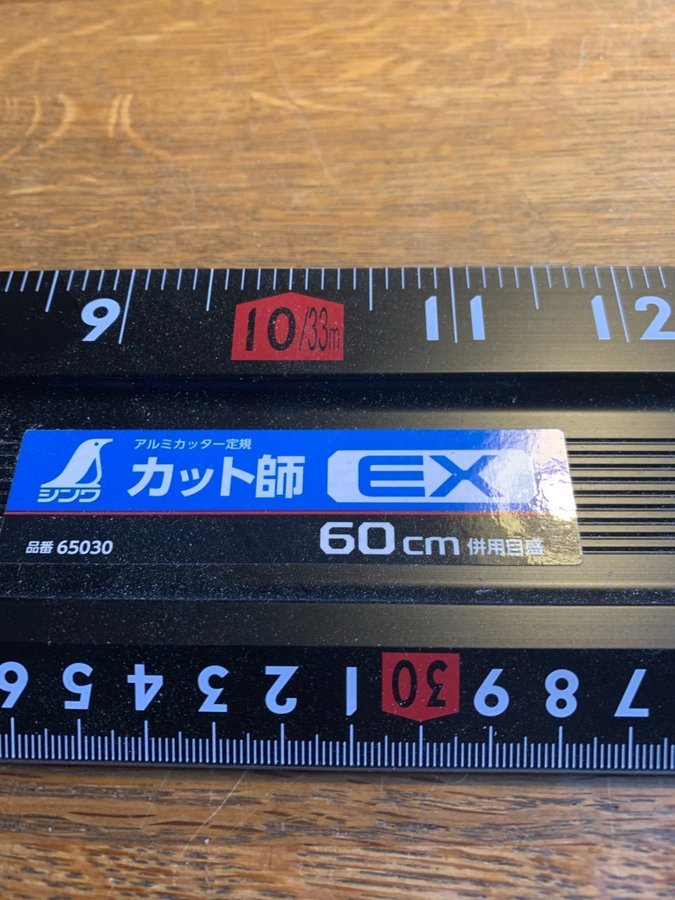 9 10/33m 11 12
アルミカッター定規
シンワ カット師 EX
品番 65030 60cm 併用目盛
6 5 4 3 2 1 30 9 8 7